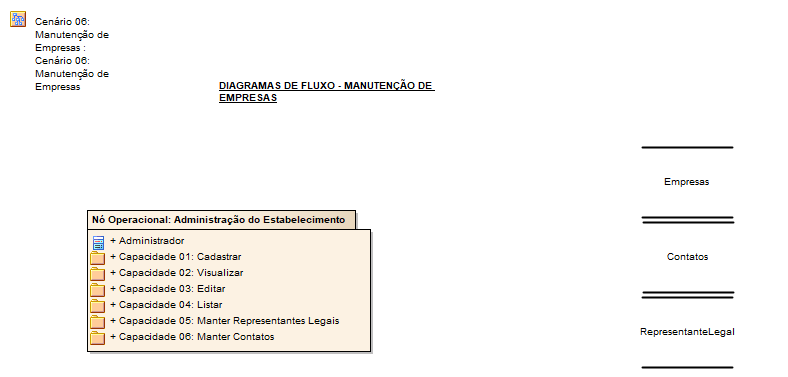 Cenário 06:
Manutenção de
Empresas :
Cenário 06:
Manutenção de
Empresas
DIAGRAMAS DE FLUXO - MANUTENÇÃO DE
EMPRESAS
Empresas
Contatos
RepresentanteLegal
Nó Operacional: Administração do Estabelecimento
+ Administrador
+ Capacidade 01: Cadastrar
+ Capacidade 02: Visualizar
+ Capacidade 03: Editar
+ Capacidade 04: Listar
+ Capacidade 05: Manter Representantes Legais
+ Capacidade 06: Manter Contatos